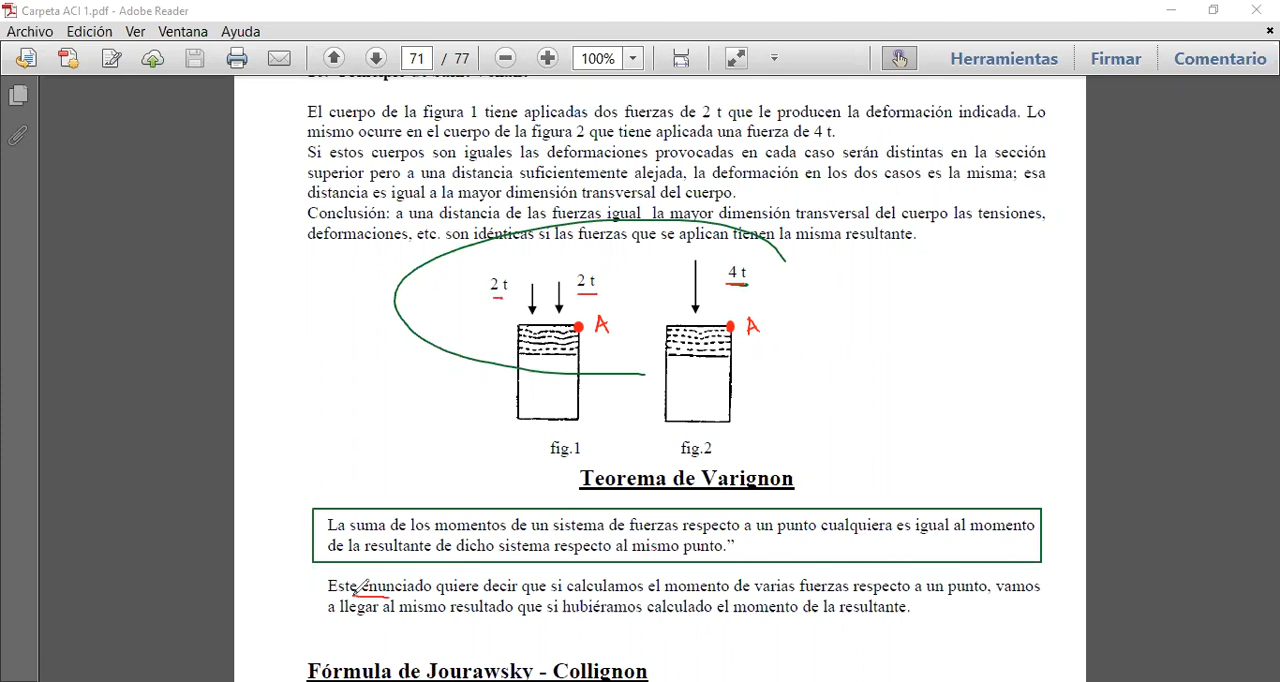 Carpeta ACI 1.pdf - Adobe Reader
Archivo Edición Ver Ventana Ayuda
71 / 77 100% Herramientas Firmar Comentario
El cuerpo de la figura 1 tiene aplicadas dos fuerzas de 2 t que le producen la deformación indicada. Lo
mismo ocurre en el cuerpo de la figura 2 que tiene aplicada una fuerza de 4 t.
Si estos cuerpos son iguales las deformaciones provocadas en cada caso serán distintas en la sección
superior pero a una distancia suficientemente alejada, la deformación en los dos casos es la misma; esa
distancia es igual a la mayor dimensión transversal del cuerpo.
Conclusión: a una distancia de las fuerzas igual la mayor dimensión transversal del cuerpo las tensiones,
deformaciones, etc. son idénticas si las fuerzas que se aplican tienen la misma resultante.
2 t 2 t 4 t
A A
fig.1 fig.2
Teorema de Varignon
La suma de los momentos de un sistema de fuerzas respecto a un punto cualquiera es igual al momento
de la resultante de dicho sistema respecto al mismo punto.”
Este enunciado quiere decir que si calculamos el momento de varias fuerzas respecto a un punto, vamos
a llegar al mismo resultado que si hubiéramos calculado el momento de la resultante.
Fórmula de Jourawsky - Collignon